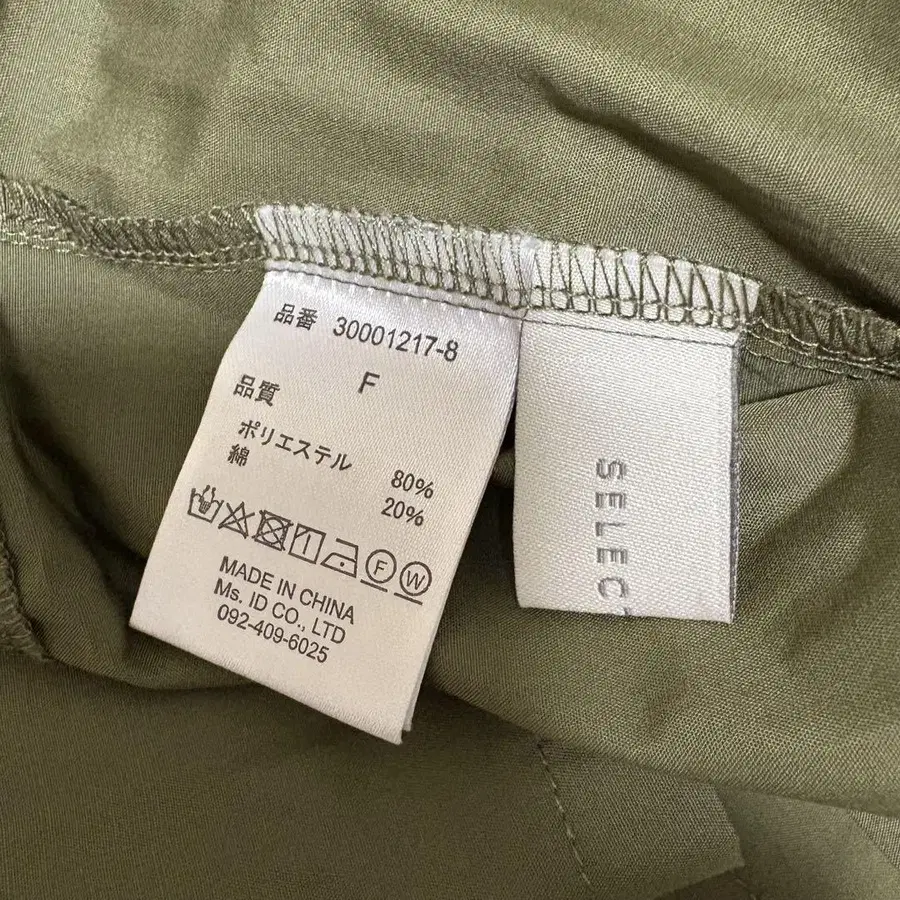 品番 30001217-8
F
品質
ポリエステル 80%
綿 20%
F W
MADE IN CHINA
Ms. ID CO., LTD
092-409-6025
SELECT